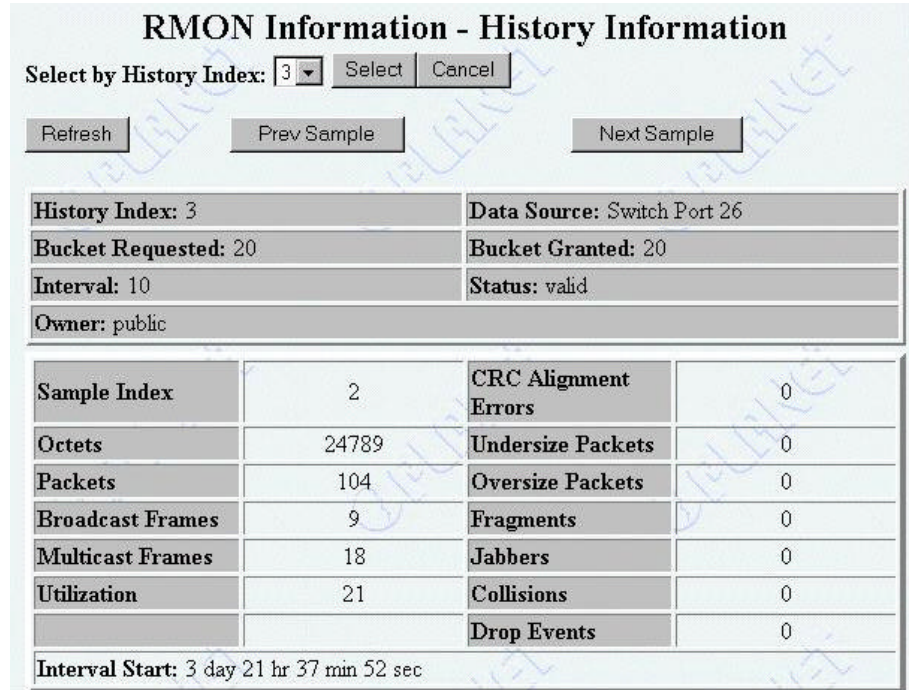 RMON Information - History Information
Select by History Index: 3 Select Cancel
Refresh Prev Sample Next Sample
History Index: 3 Data Source: Switch Port 26
Bucket Requested: 20 Bucket Granted: 20
Interval: 10 Status: valid
Owner: public
Sample Index 2 CRC Alignment Errors 0
Octets 24789 Undersize Packets 0
Packets 104 Oversize Packets 0
Broadcast Frames 9 Fragments 0
Multicast Frames 18 Jabbers 0
Utilization 21 Collisions 0
Drop Events 0
Interval Start: 3 day 21 hr 37 min 52 sec